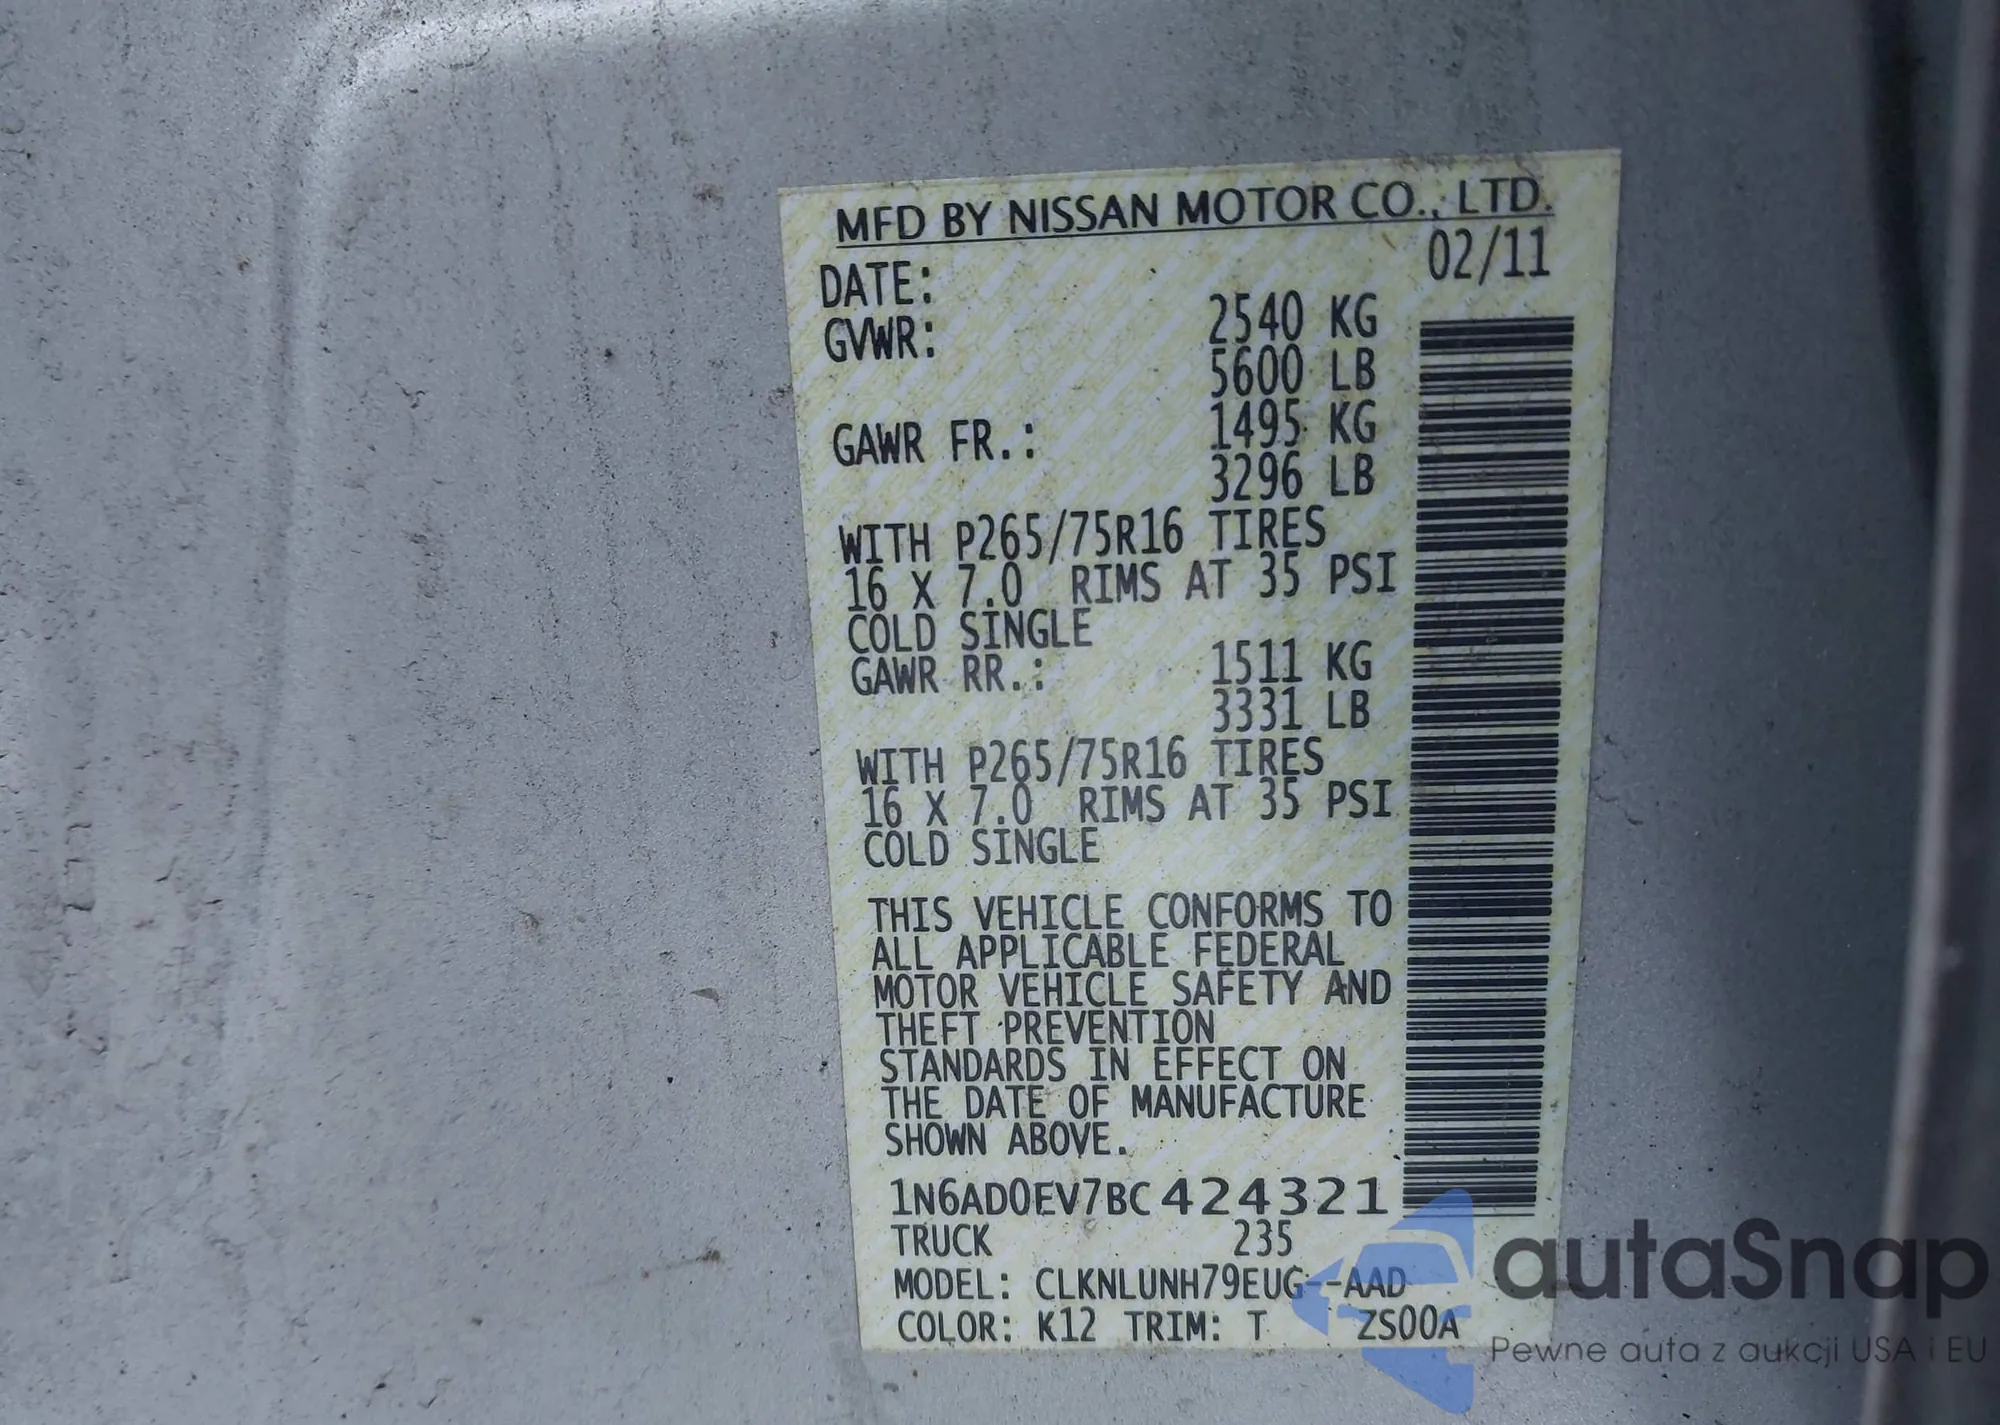 MFD BY NISSAN MOTOR CO., LTD.
DATE: 02/11
GVWR: 2540 KG
5600 LB
GAWR FR.: 1495 KG
3296 LB
WITH P265/75R16 TIRES
16 X 7.0 RIMS AT 35 PSI
COLD SINGLE
GAWR RR.: 1511 KG
3331 LB
WITH P265/75R16 TIRES
16 X 7.0 RIMS AT 35 PSI
COLD SINGLE
THIS VEHICLE CONFORMS TO
ALL APPLICABLE FEDERAL
MOTOR VEHICLE SAFETY AND
THEFT PREVENTION
STANDARDS IN EFFECT ON
THE DATE OF MANUFACTURE
SHOWN ABOVE.
1N6AD0EV7BC424321
TRUCK 235
MODEL: CLKNLUNH79EUG--AAD
COLOR: K12 TRIM: T ZS00A
autaSnap
Pewne auta z aukcji USA i EU